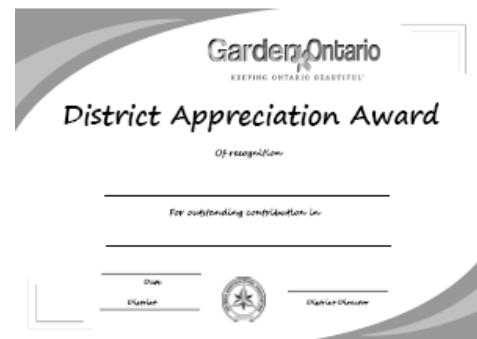 Garden Ontario
KEEPING ONTARIO BEAUTIFUL
District Appreciation Award
Of recognition
For outstanding contribution in
Date
District
District Director